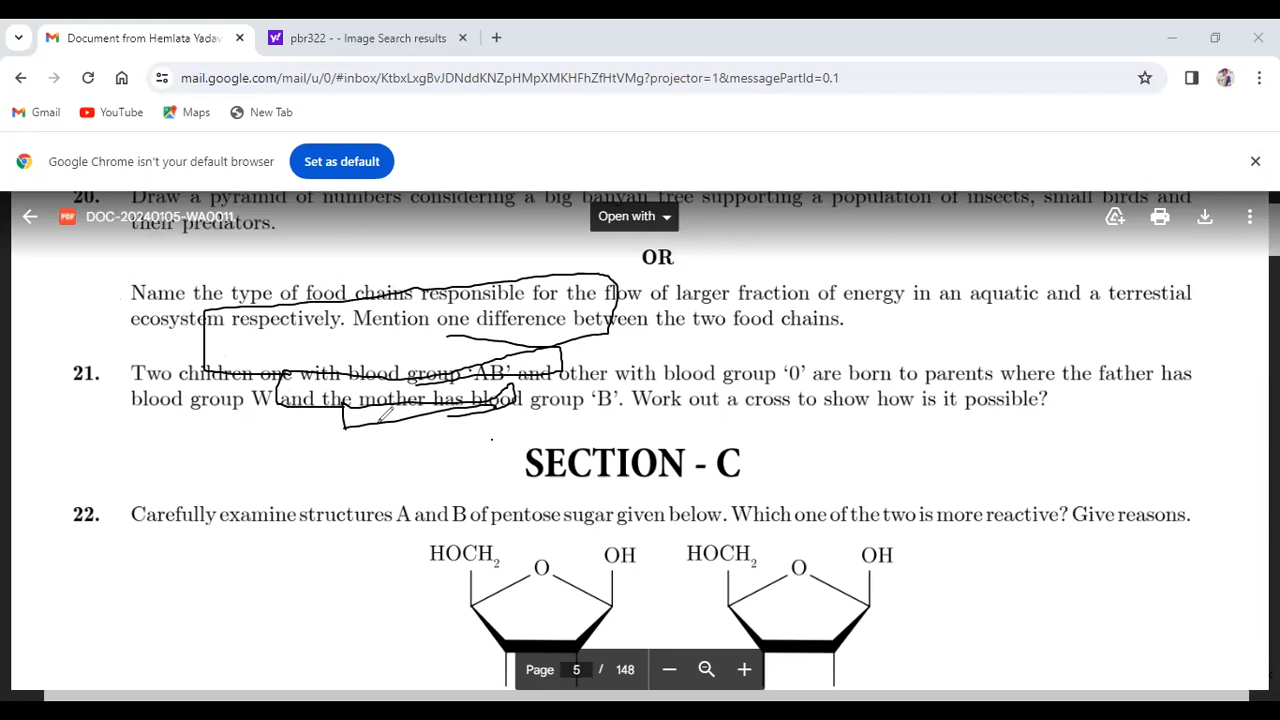 Document from Hemlata Yadav
pbr322 - - Image Search results
mail.google.com/mail/u/0/#inbox/KtbxLxgBvJDNddKNZpHMpXMKHFhZfHtVMg?projector=1&messagePartId=0.1
Gmail YouTube Maps New Tab
Google Chrome isn't your default browser Set as default
20. Draw a pyramid of numbers considering a big banyan tree supporting a population of insects, small birds and
DOC-20240105-WA0011. Open with
their predators.
OR
Name the type of food chains responsible for the flow of larger fraction of energy in an aquatic and a terrestial
ecosystem respectively. Mention one difference between the two food chains.
21. Two children one with blood group ‘AB’ and other with blood group ‘0’ are born to parents where the father has
blood group W and the mother has blood group ‘B’. Work out a cross to show how is it possible?
SECTION - C
22. Carefully examine structures A and B of pentose sugar given below. Which one of the two is more reactive? Give reasons.
HOCH2 O OH HOCH2 O OH
Page 5 / 148